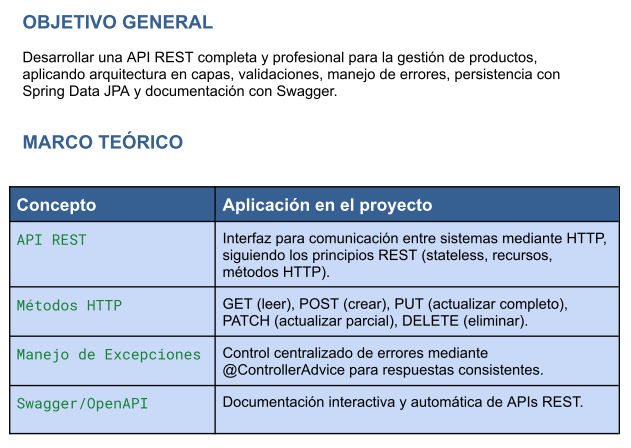 OBJETIVO GENERAL
Desarrollar una API REST completa y profesional para la gestión de productos,
aplicando arquitectura en capas, validaciones, manejo de errores, persistencia con
Spring Data JPA y documentación con Swagger.
MARCO TEÓRICO
Concepto
Aplicación en el proyecto
API REST
Interfaz para comunicación entre sistemas mediante HTTP,
siguiendo los principios REST (stateless, recursos,
métodos HTTP).
Métodos HTTP
GET (leer), POST (crear), PUT (actualizar completo),
PATCH (actualizar parcial), DELETE (eliminar).
Manejo de Excepciones
Control centralizado de errores mediante
@ControllerAdvice para respuestas consistentes.
Swagger/OpenAPI
Documentación interactiva y automática de APIs REST.